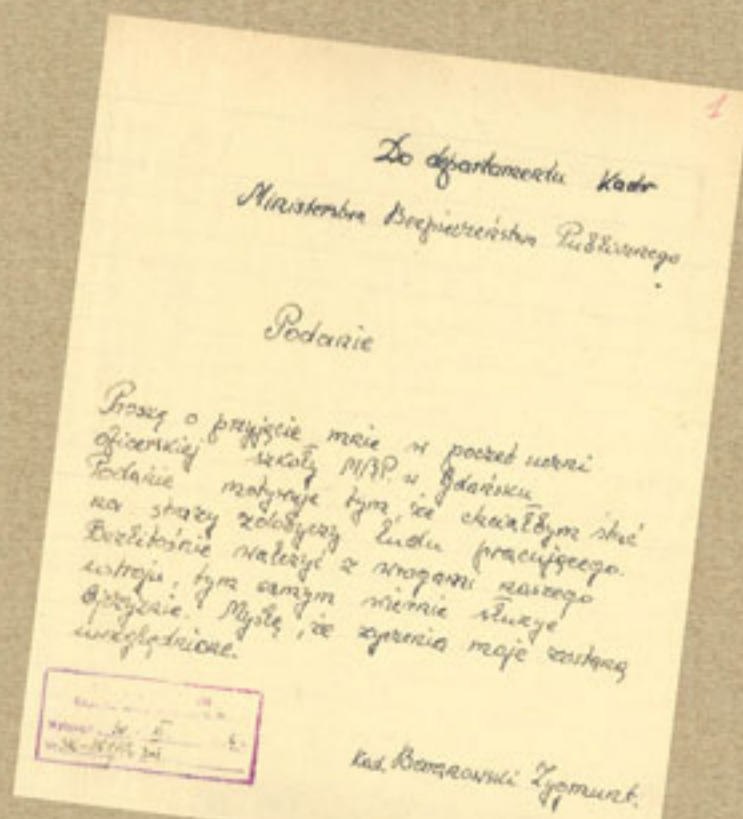 1
Do departamentu Kadr
Ministerstwa Bezpieczeństwa Publicznego
Podanie
Proszę o przyjęcie mnie w poczet uczni
oficerskiej szkoły MBP. w Gdańsku
Podanie motywuje tym, że chciałbym stać
na straży zdobyczy ludu pracującego.
Bezlitośnie walczyć z wrogami naszego
ustroju, tym samym wiernie służyć
Ojczyźnie. Myślę, że życzenia moje zostaną
uwzględnione.
Kad. Zygmunt.